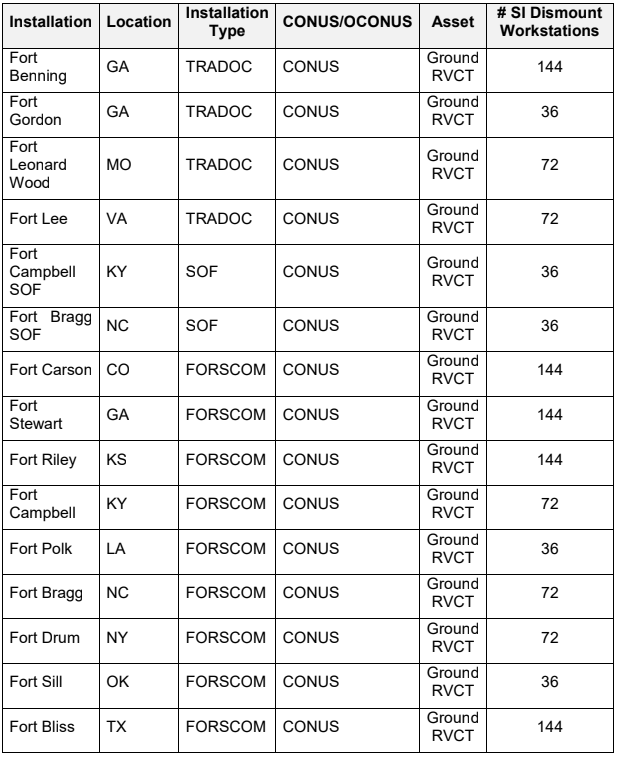 Installation Location Installation Type CONUS/OCONUS Asset # SI Dismount Workstations
Fort Benning GA TRADOC CONUS Ground RVCT 144
Fort Gordon GA TRADOC CONUS Ground RVCT 36
Fort Leonard Wood MO TRADOC CONUS Ground RVCT 72
Fort Lee VA TRADOC CONUS Ground RVCT 72
Fort Campbell SOF KY SOF CONUS Ground RVCT 36
Fort Bragg SOF NC SOF CONUS Ground RVCT 36
Fort Carson CO FORSCOM CONUS Ground RVCT 144
Fort Stewart GA FORSCOM CONUS Ground RVCT 144
Fort Riley KS FORSCOM CONUS Ground RVCT 144
Fort Campbell KY FORSCOM CONUS Ground RVCT 72
Fort Polk LA FORSCOM CONUS Ground RVCT 36
Fort Bragg NC FORSCOM CONUS Ground RVCT 72
Fort Drum NY FORSCOM CONUS Ground RVCT 72
Fort Sill OK FORSCOM CONUS Ground RVCT 36
Fort Bliss TX FORSCOM CONUS Ground RVCT 144